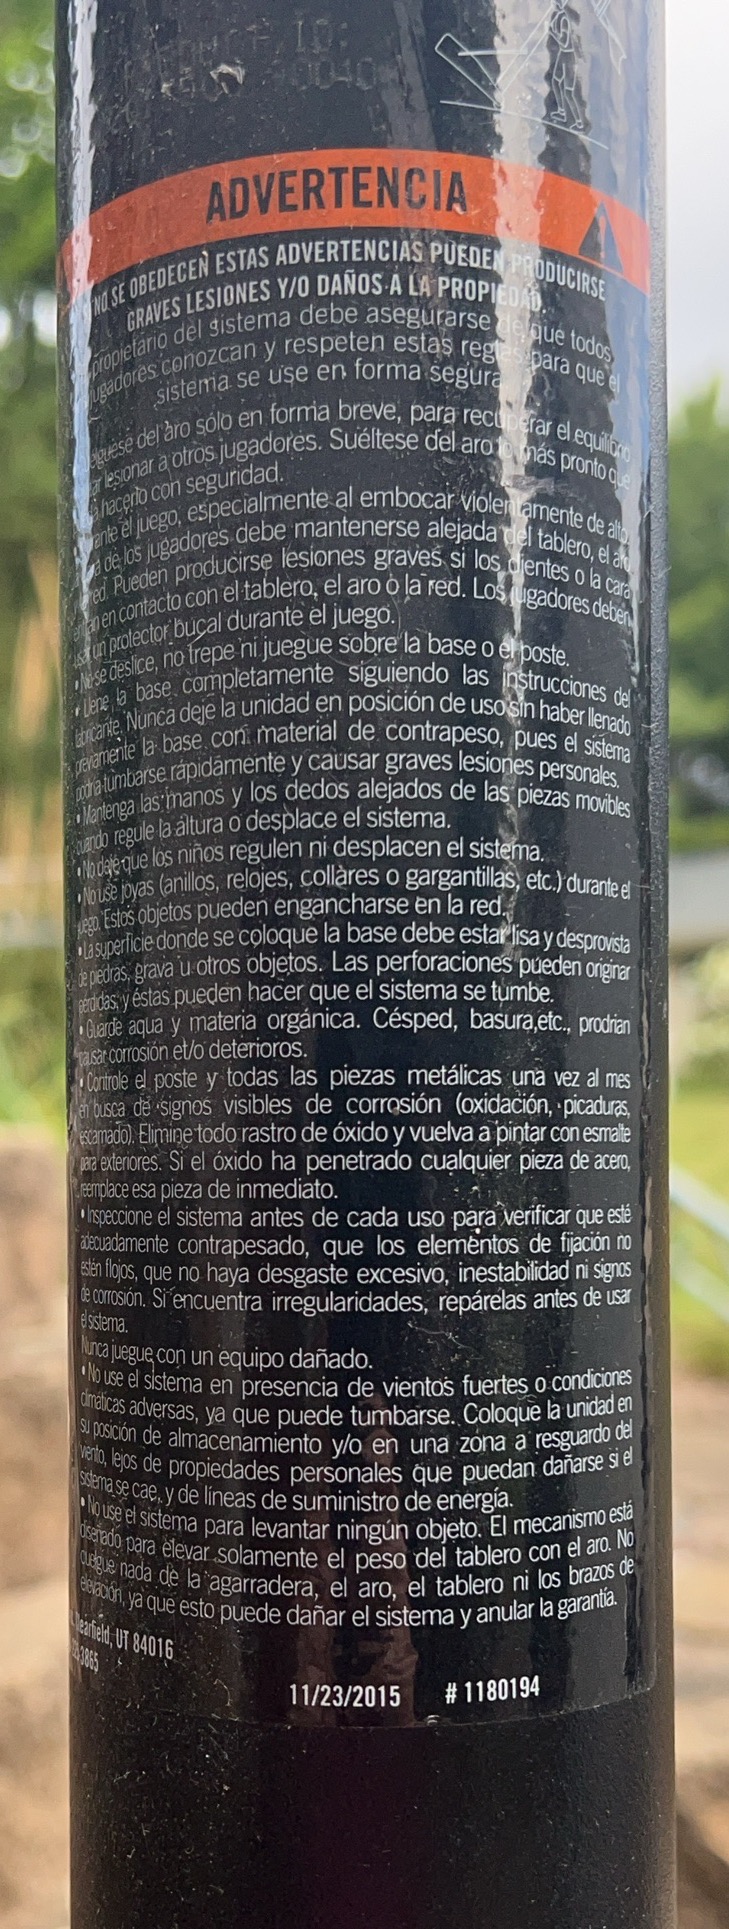 ADVERTENCIA
NO SE OBEDECEN ESTAS ADVERTENCIAS PUEDEN PRODUCIRSE
GRAVES LESIONES Y/O DAÑOS A LA PROPIEDAD.
propietario del sistema debe asegurarse de que todos
jugadores conozcan y respeten estas reglas para que el
sistema se use en forma segura
del aro sólo en forma breve, para recuperar el equilibrio
lesionar a otros jugadores. Suéltese del aro lo más pronto que
hacerlo con seguridad.
el juego, especialmente al embocar violentamente de alto,
de los jugadores debe mantenerse alejada del tablero, el aro
red. Pueden producirse lesiones graves si los dientes o la cara
en contacto con el tablero, el aro o la red. Los jugadores deben
un protector bucal durante el juego.
• No se deslice, no trepe ni juegue sobre la base o el poste.
• Llene la base completamente siguiendo las instrucciones del
fabricante. Nunca deje la unidad en posición de uso sin haber llenado
previamente la base con material de contrapeso, pues el sistema
podría tumbarse rápidamente y causar graves lesiones personales.
• Mantenga las manos y los dedos alejados de las piezas movibles
cuando regule la altura o desplace el sistema.
• No deje que los niños regulen ni desplacen el sistema.
• No use joyas (anillos, relojes, collares o gargantillas, etc.) durante el
juego. Estos objetos pueden engancharse en la red.
• La superficie donde se coloque la base debe estar lisa y desprovista
de piedras, grava u otros objetos. Las perforaciones pueden originar
pérdidas, y éstas pueden hacer que el sistema se tumbe.
• Guarde aqua y materia orgánica. Césped, basura,etc., prodrian
causar corrosión et/o deterioros.
• Controle el poste y todas las piezas metálicas una vez al mes
en busca de signos visibles de corrosión (oxidación, picaduras,
escamado). Elimine todo rastro de óxido y vuelva a pintar con esmalte
para exteriores. Si el óxido ha penetrado cualquier pieza de acero,
reemplace esa pieza de inmediato.
• Inspeccione el sistema antes de cada uso para verificar que esté
adecuadamente contrapesado, que los elementos de fijación no
estén flojos, que no haya desgaste excesivo, inestabilidad ni signos
de corrosión. Si encuentra irregularidades, repárelas antes de usar
el sistema.
Nunca juegue con un equipo dañado.
• No use el sistema en presencia de vientos fuertes o condiciones
climáticas adversas, ya que puede tumbarse. Coloque la unidad en
su posición de almacenamiento y/o en una zona a resguardo del
viento, lejos de propiedades personales que puedan dañarse si el
sistema se cae, y de líneas de suministro de energía.
• No use el sistema para levantar ningún objeto. El mecanismo está
diseñado para elevar solamente el peso del tablero con el aro. No
cuelgue nada de la agarradera, el aro, el tablero ni los brazos de
elevación, ya que esto puede dañar el sistema y anular la garantía.
Clearfield, UT 84016
3865
11/23/2015 # 1180194